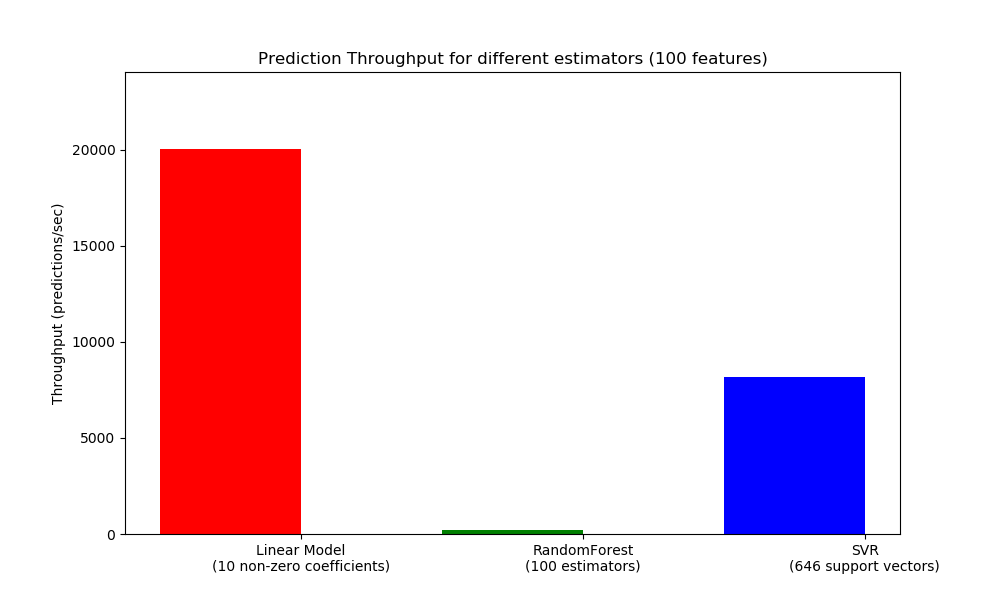 Prediction Throughput for different estimators (100 features)
Throughput (predictions/sec)
20000
15000
10000
5000
0
Linear Model
(10 non-zero coefficients)
RandomForest
(100 estimators)
SVR
(646 support vectors)